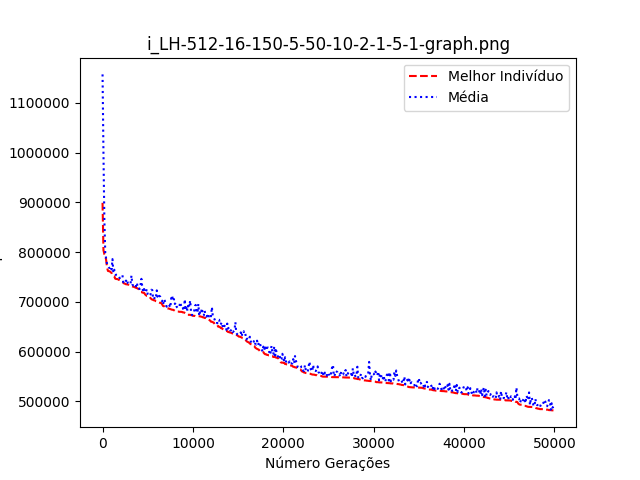 i_LH-512-16-150-5-50-10-2-1-5-1-graph.png
Melhor Indivíduo
Média
1100000
1000000
900000
800000
700000
600000
500000
0 10000 20000 30000 40000 50000
Número Gerações